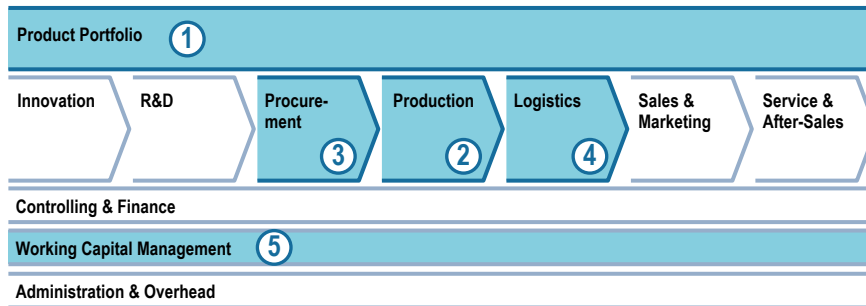 Product Portfolio 1
Innovation
R&D
Procure-
ment
3
Production
2
Logistics
4
Sales &
Marketing
Service &
After-Sales
Controlling & Finance
Working Capital Management 5
Administration & Overhead